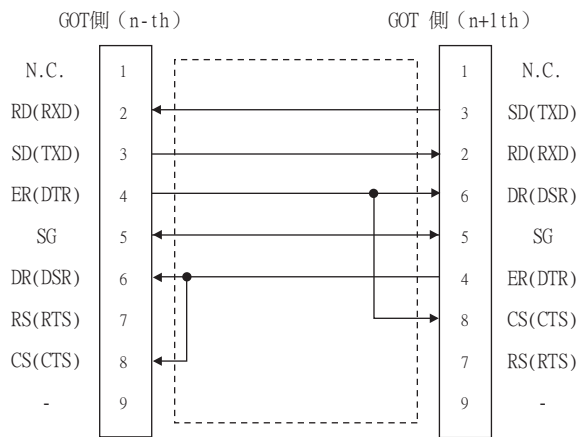 GOT側 (n-th) GOT 側 (n+1th)
N.C. 1 1 N.C.
RD(RXD) 2 3 SD(TXD)
SD(TXD) 3 2 RD(RXD)
ER(DTR) 4 6 DR(DSR)
SG 5 5 SG
DR(DSR) 6 4 ER(DTR)
RS(RTS) 7 8 CS(CTS)
CS(CTS) 8 7 RS(RTS)
- 9 9 -